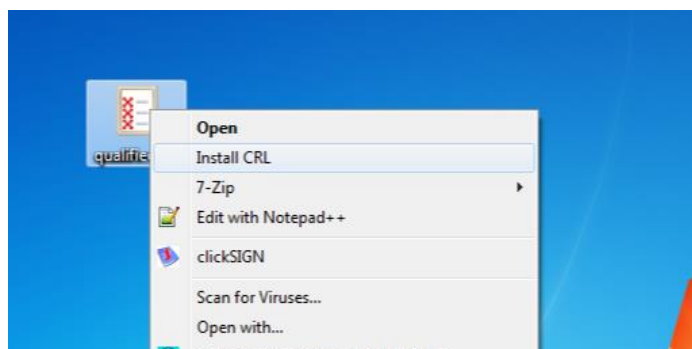 Open
qualifie
Install CRL
7-Zip
Edit with Notepad++
clickSIGN
Scan for Viruses...
Open with...